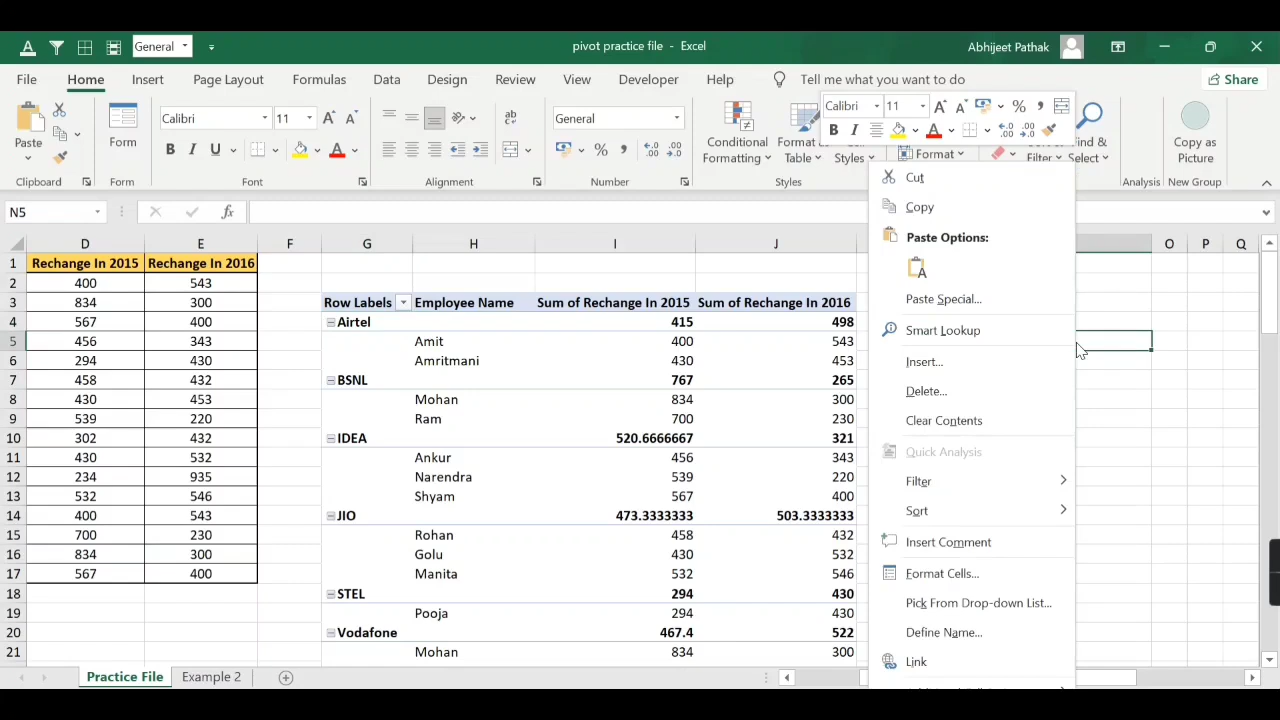 General
pivot practice file - Excel
Abhijeet Pathak
File Home Insert Page Layout Formulas Data Design Review View Developer Help Tell me what you want to do Share
Calibri 11 %
B I
Paste
Clipboard
Form
Form
Calibri 11
B I U
Font
ab
Alignment
General
%
Number
Conditional
Formatting
Table
Styles
Format
Styles
Filter Select
Analysis
Copy as
Picture
New Group
N5 fx
D E F G H I J O P Q
1 Rechange In 2015 Rechange In 2016
2 400 543
3 834 300 Row Labels Employee Name Sum of Rechange In 2015 Sum of Rechange In 2016
4 567 400 Airtel 415 498
5 456 343 Amit 400 543
6 294 430 Amritmani 430 453
7 458 432 BSNL 767 265
8 430 453 Mohan 834 300
9 539 220 Ram 700 230
10 302 432 IDEA 520.6666667 321
11 430 532 Ankur 456 343
12 234 935 Narendra 539 220
13 532 546 Shyam 567 400
14 400 543 JIO 473.3333333 503.3333333
15 700 230 Rohan 458 432
16 834 300 Golu 430 532
17 567 400 Manita 532 546
18 STEL 294 430
19 Pooja 294 430
20 Vodafone 467.4 522
21 Mohan 834 300
Cut
Copy
Paste Options:
Paste Special...
Smart Lookup
Insert...
Delete...
Clear Contents
Quick Analysis
Filter
Sort
Insert Comment
Format Cells...
Pick From Drop-down List...
Define Name...
Link
Practice File Example 2